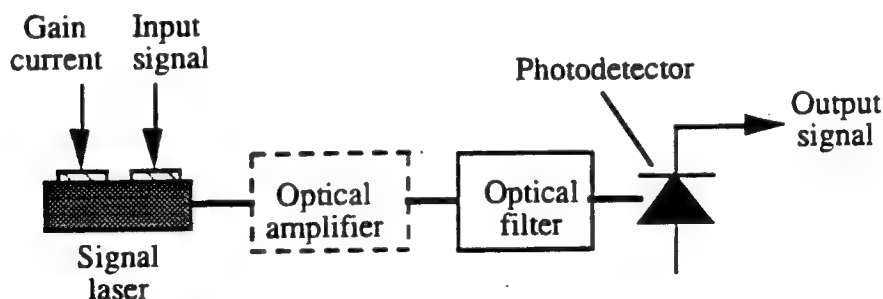 Gain
current
Input
signal
Photodetector
Output
signal
Optical
amplifier
Optical
filter
Signal
laser